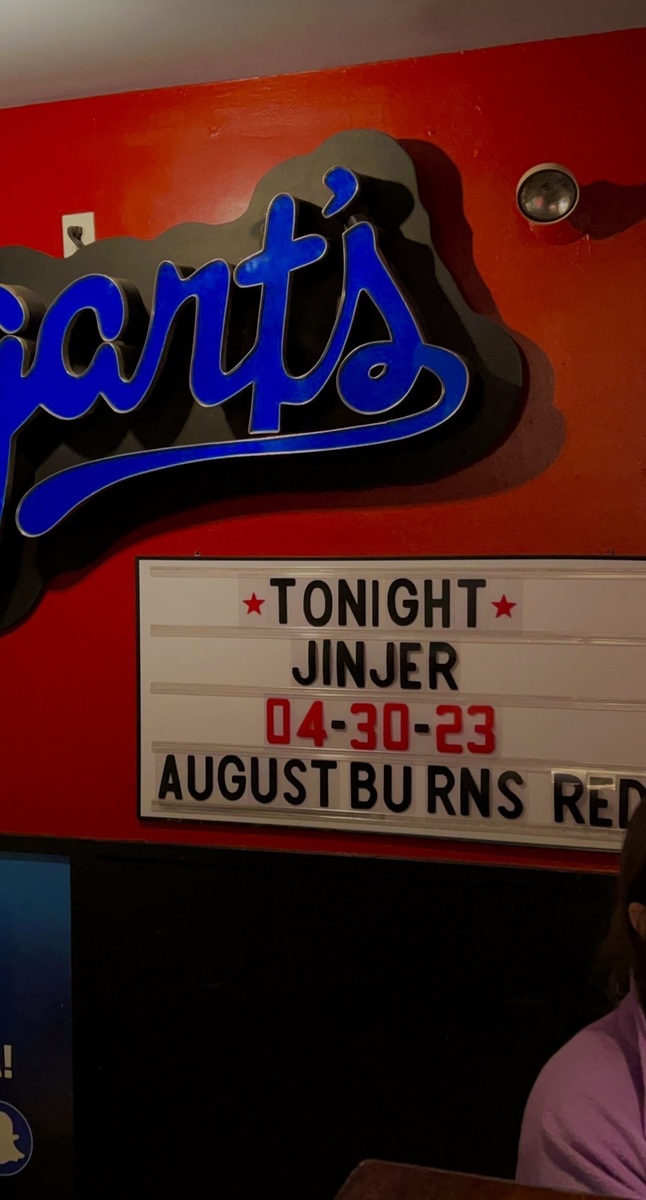 gart's
★TONIGHT★
JINJER
04-30-23
AUGUST BURNS RED
!